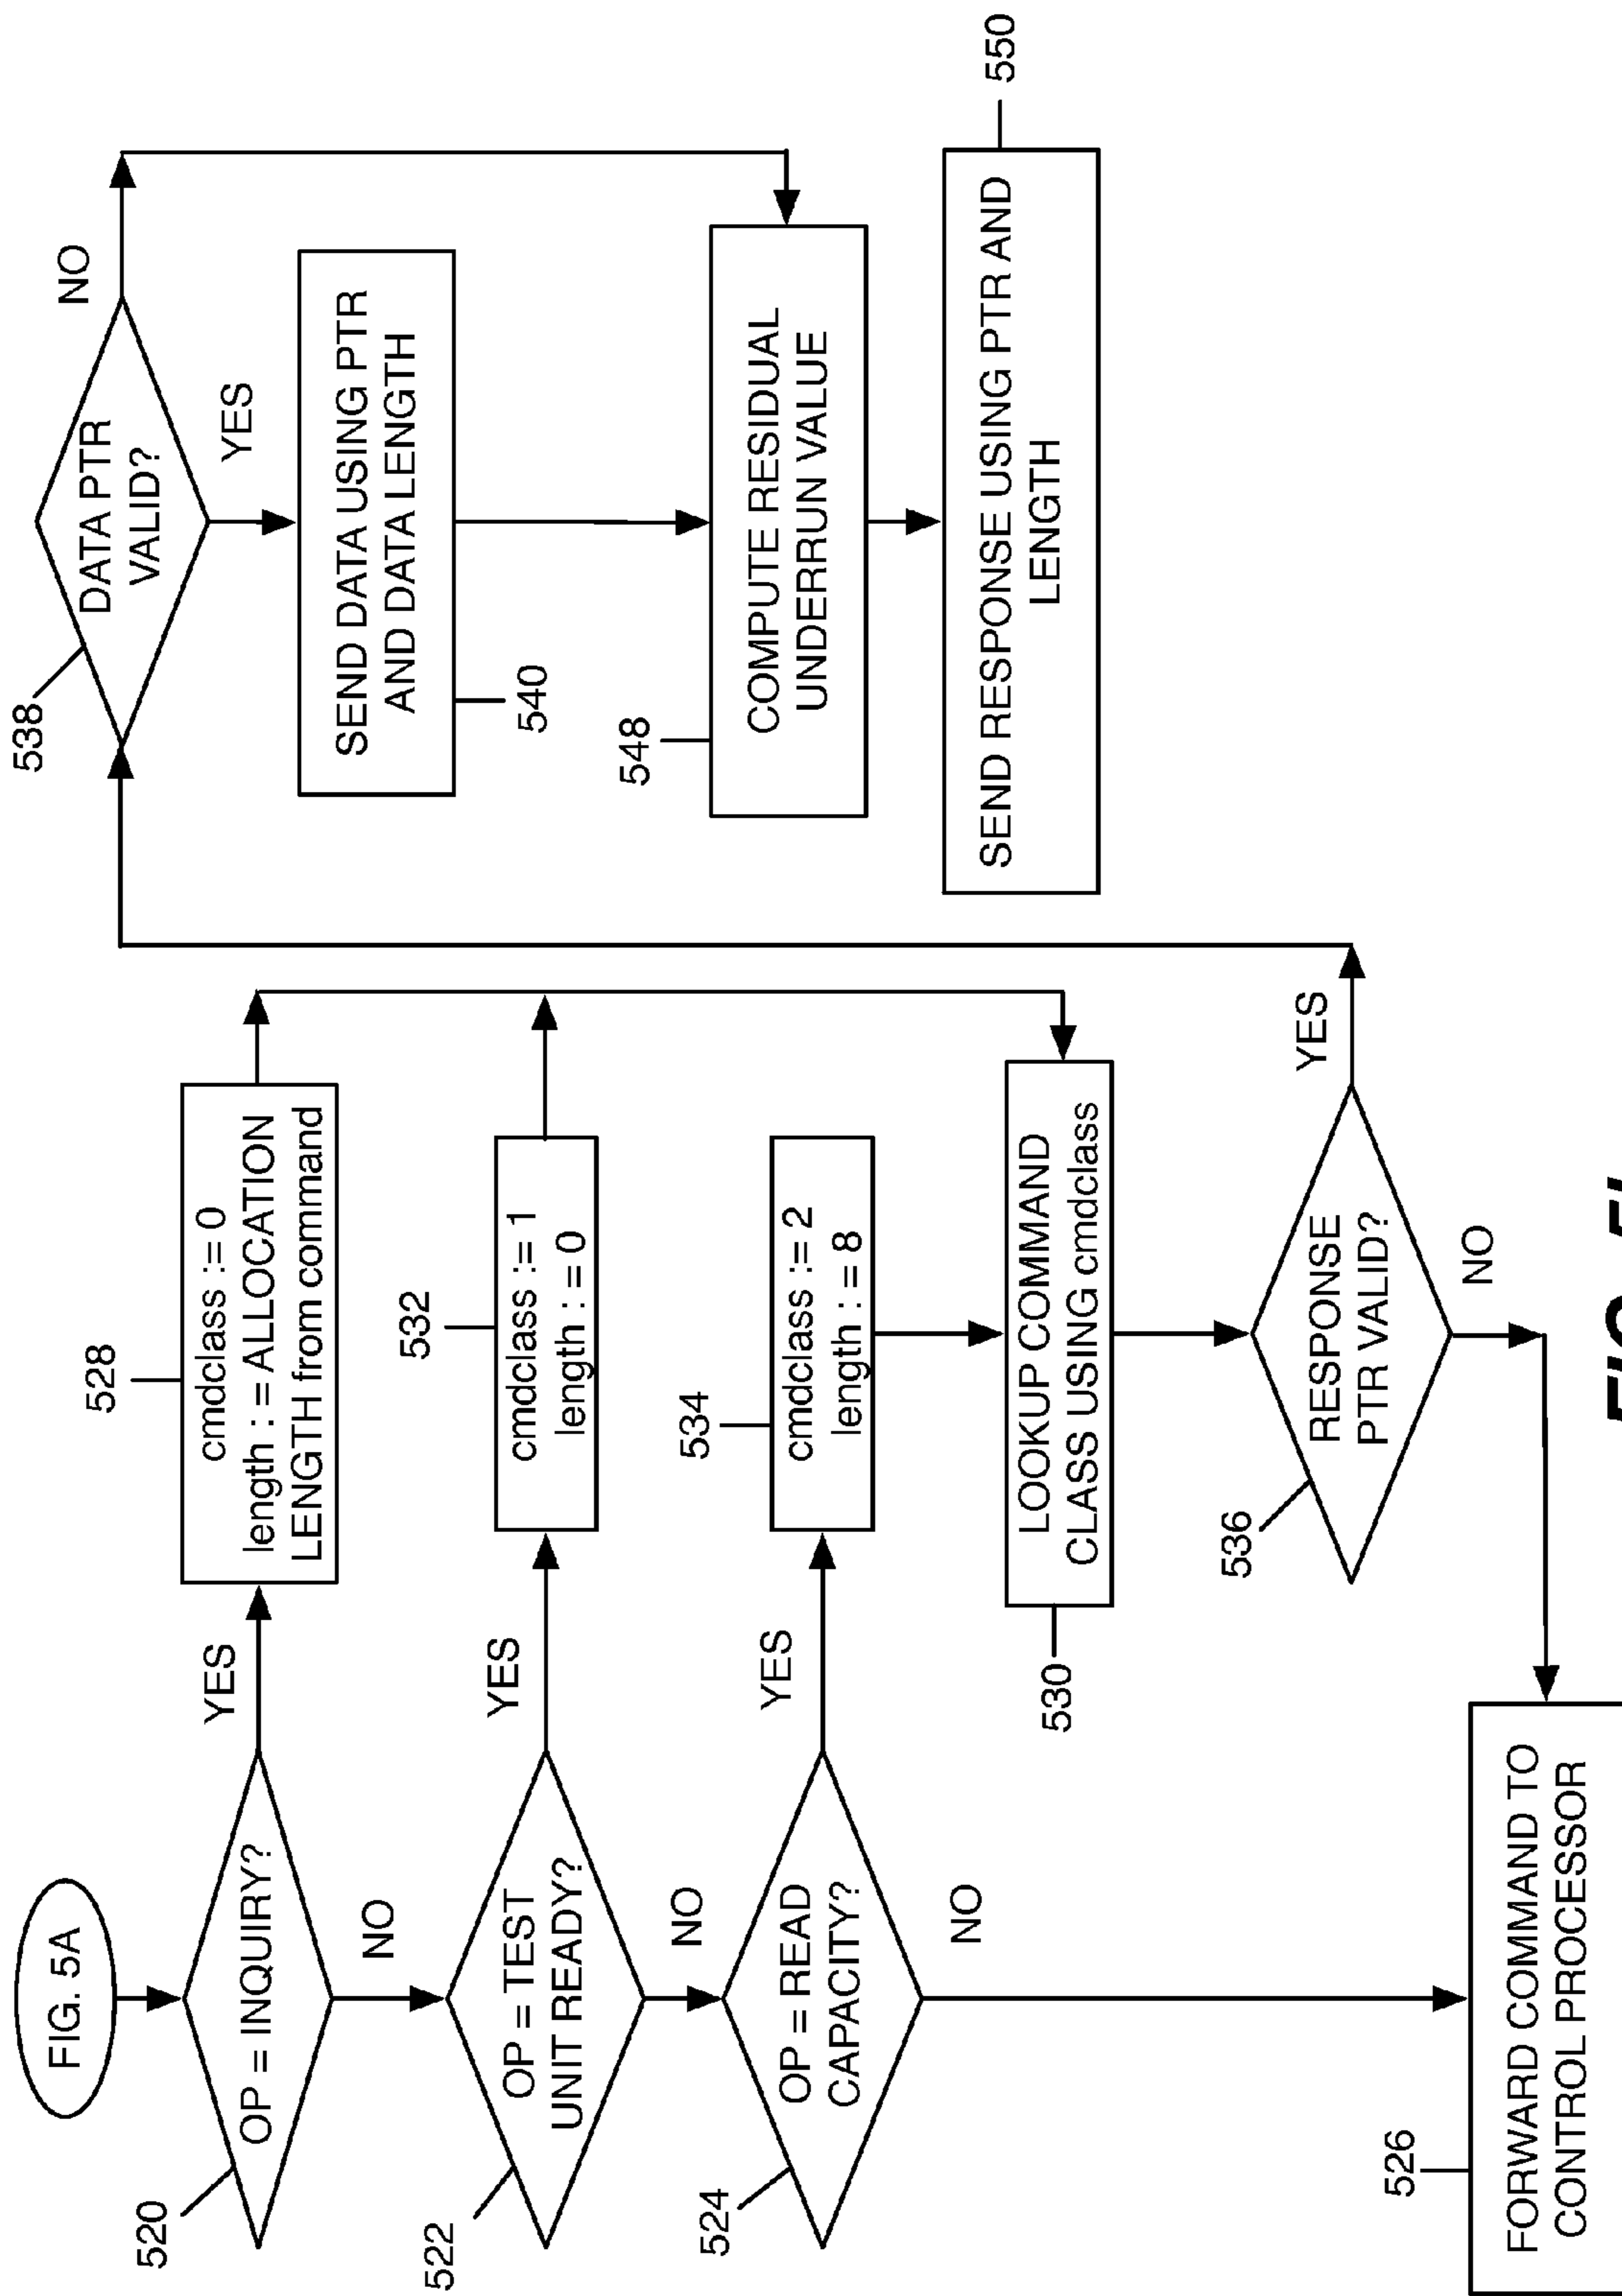 FIG. 5A
520
OP = INQUIRY?
YES
NO
528
cmdclass := 0
length : = ALLOCATION
LENGTH from command
522
OP = TEST
UNIT READY?
YES
NO
532
cmdclass := 1
length : = 0
524
OP = READ
CAPACITY?
YES
NO
534
cmdclass := 2
length : = 8
530
LOOKUP COMMAND
CLASS USING cmdclass
536
RESPONSE
PTR VALID?
YES
NO
526
FORWARD COMMAND TO
CONTROL PROCESSOR
538
DATA PTR
VALID?
NO
YES
SEND DATA USING PTR
AND DATA LENGTH
540
548
COMPUTE RESIDUAL
UNDERRUN VALUE
SEND RESPONSE USING PTR AND
LENGTH
550